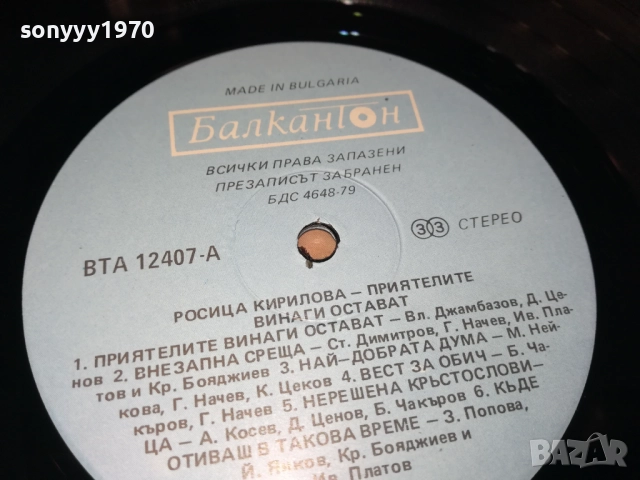 sonyyy1970
MADE IN BULGARIA
Балкантон
ВСИЧКИ ПРАВА ЗАПАЗЕНИ
ПРЕЗАПИСЪТ ЗАБРАНЕН
БДС 4648-79
ВТА 12407-А
33 СТЕРЕО
РОСИЦА КИРИЛОВА – ПРИЯТЕЛИТЕ
ВИНАГИ ОСТАВАТ
1. ПРИЯТЕЛИТЕ ВИНАГИ ОСТАВАТ – Вл. Джамбазов, Д. Це-
нов 2. ВНЕЗАПНА СРЕЩА – Ст. Димитров, Г. Начев, Ив. Пла-
тов и Кр. Бояджиев 3. НАЙ-ДОБРАТА ДУМА – М. Ней-
кова, Г. Начев, К. Цеков 4. ВЕСТ ЗА ОБИЧ – Б. Ча-
къров, Г. Начев 5. НЕРЕШЕНА КРЪСТОСЛОВИ-
ЦА – А. Косев, Д. Ценов, Б. Чакъров 6. КЪДЕ
ОТИВАШ В ТАКОВА ВРЕМЕ – З. Попова,
Й. Янков, Кр. Бояджиев и
Ив. Платов
bazar